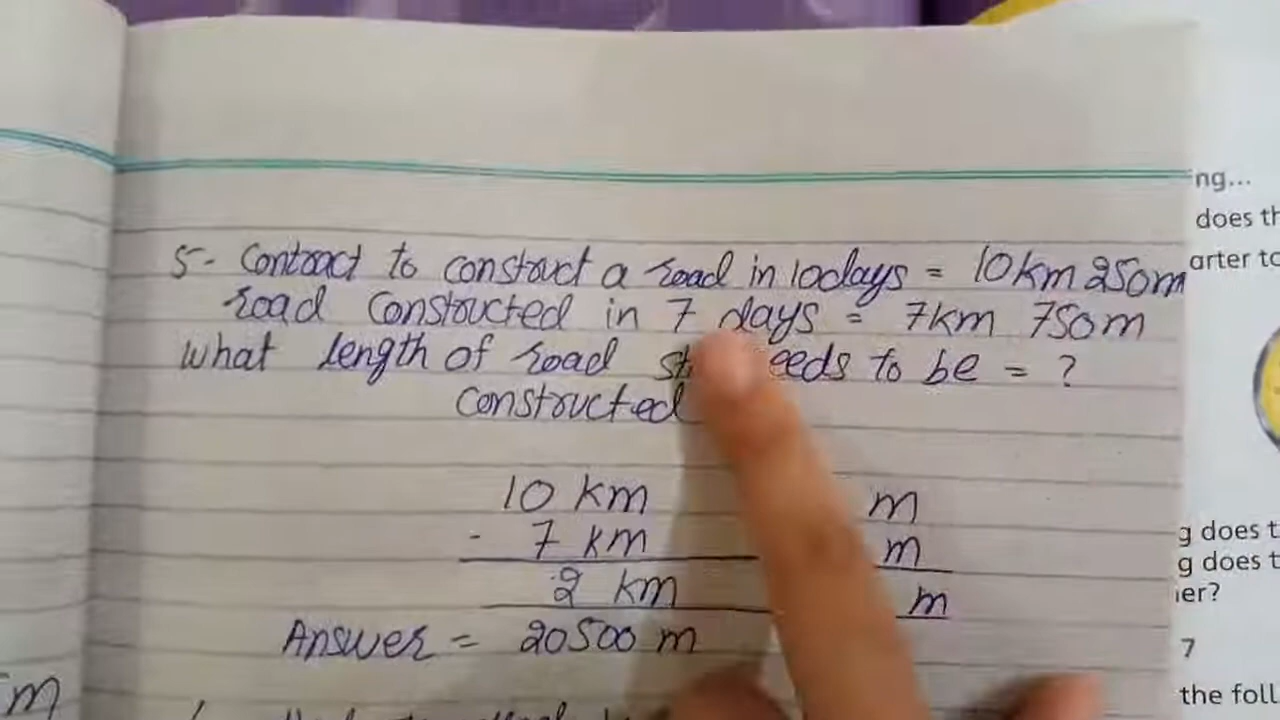 5- Contract to construct a road in 10days = 10km 250m
road Constructed in 7 days = 7km 750m
what length of road eeds to be = ?
Constructed
10 km m
- 7 km m
2 km m
Answer = 20500 m
m
ing...
does th
arter to
g does t
g does t
ier?
7
the foll